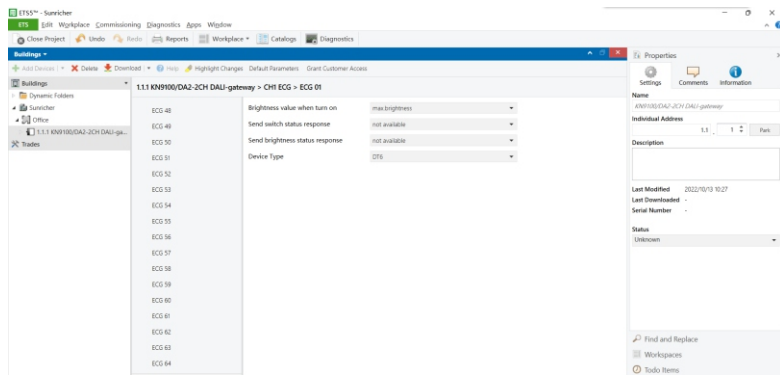 ETS5™ - Sunricher
ETS Edit Workplace Commissioning Diagnostics Apps Window
Close Project Undo Redo Reports Workplace Catalogs Diagnostics
Buildings
Add Devices Delete Download Help Highlight Changes Default Parameters Grant Customer Access
Buildings
Dynamic Folders
Sunricher
Office
1.1.1 KN9100/DA2-2CH DALI-ga...
Trades
1.1.1 KN9100/DA2-2CH DALI-gateway > CH1 ECG > ECG 01
ECG 48
ECG 49
ECG 50
ECG 51
ECG 52
ECG 53
ECG 54
ECG 55
ECG 56
ECG 57
ECG 58
ECG 59
ECG 60
ECG 61
ECG 62
ECG 63
ECG 64
Brightness value when turn on max.brightness
Send switch status response not available
Send brightness status response not available
Device Type DT6
Properties
Settings Comments Information
Name
KN9100/DA2-2CH DALI-gateway
Individual Address
1.1 . 1 Park
Description
Last Modified 2022/10/13 10:27
Last Downloaded -
Serial Number -
Status
Unknown
Find and Replace
Workspaces
Todo Items